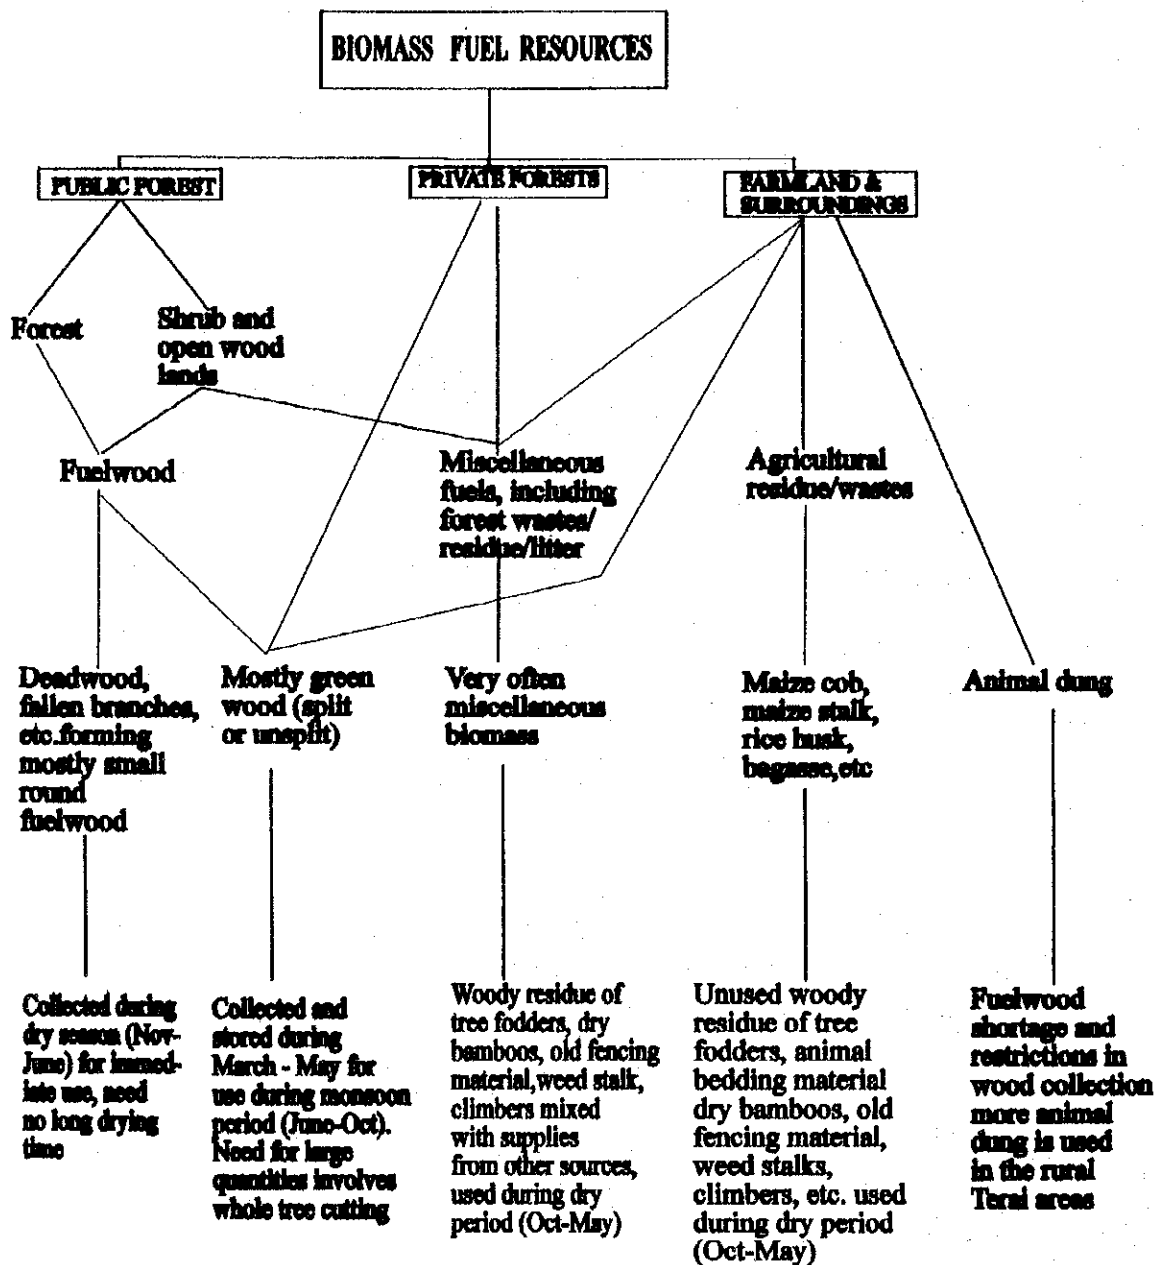 BIOMASS FUEL RESOURCES
PUBLIC FOREST
PRIVATE FORESTS
FARMLAND &
SURROUNDINGS
Forest
Shrub and
open wood
lands
Fuelwood
Miscellaneous
fuels, including
forest wastes/
residue/litter
Agricultural
residue/wastes
Deadwood,
fallen branches,
etc.forming
mostly small
round
fuelwood
Mostly green
wood (split
or unsplit)
Very often
miscellaneous
biomass
Maize cob,
maize stalk,
rice husk,
bagasse,etc
Animal dung
Collected during
dry season (Nov-
June) for immed-
iate use, need
no long drying
time
Collected and
stored during
March - May for
use during monsoon
period (June-Oct).
Need for large
quantities involves
whole tree cutting
Woody residue of
tree fodders, dry
bamboos, old fencing
material,weed stalk,
climbers mixed
with supplies
from other sources,
used during dry
period (Oct-May)
Unused woody
residue of tree
fodders, animal
bedding material
dry bamboos, old
fencing material,
weed stalks,
climbers, etc. used
during dry period
(Oct-May)
Fuelwood
shortage and
restrictions in
wood collection
more animal
dung is used
in the rural
Terai areas